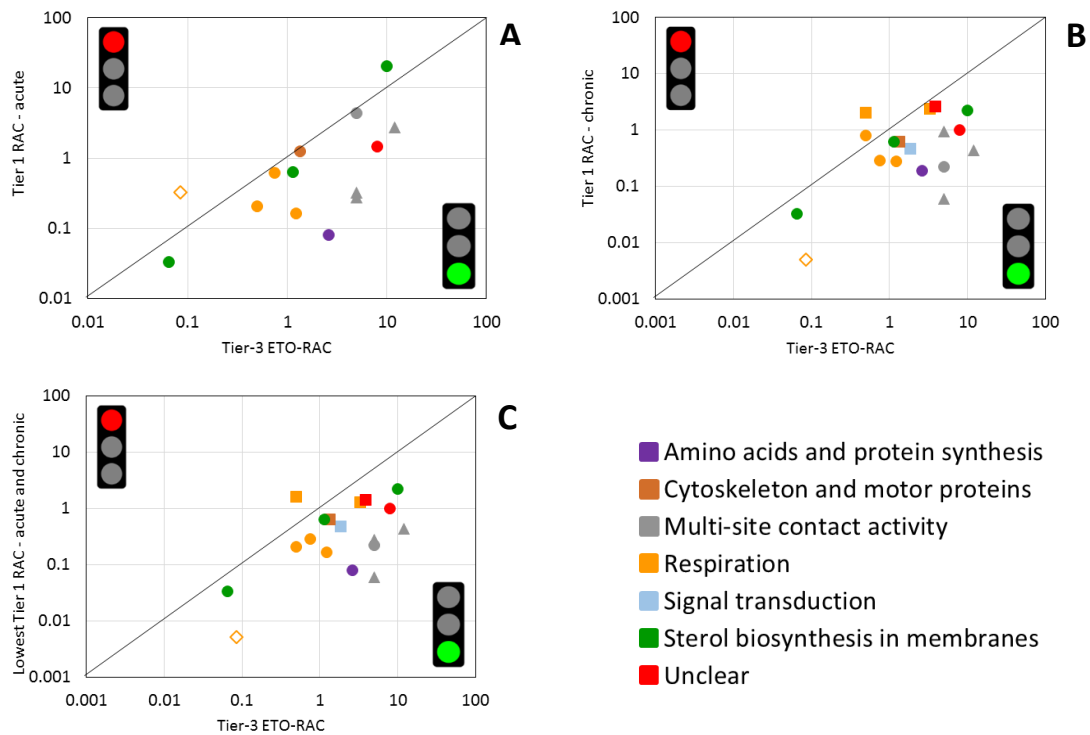 A
Tier 1 RAC - acute
100
10
1
0.1
0.01
0.01
0.1
1
10
100
Tier-3 ETO-RAC
B
Tier 1 RAC - chronic
100
10
1
0.1
0.01
0.001
0.001
0.01
0.1
1
10
100
Tier-3 ETO-RAC
C
Lowest Tier 1 RAC - acute and chronic
100
10
1
0.1
0.01
0.001
0.001
0.01
0.1
1
10
100
Tier-3 ETO-RAC
Amino acids and protein synthesis
Cytoskeleton and motor proteins
Multi-site contact activity
Respiration
Signal transduction
Sterol biosynthesis in membranes
Unclear